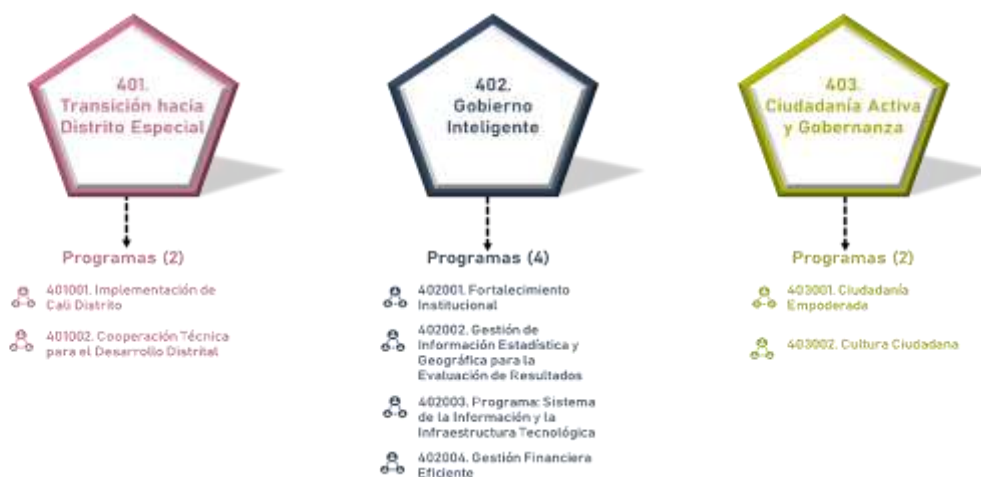 401.
Transición hacia
Distrito Especial
Programas (2)
401001. Implementación de
Cali Distrito
401002. Cooperación Técnica
para el Desarrollo Distrital
402.
Gobierno
Inteligente
Programas (4)
402001. Fortalecimiento
Institucional
402002. Gestión de
Información Estadística y
Geográfica para la
Evaluación de Resultados
402003. Programa: Sistema
de la Información y la
Infraestructura Tecnológica
402004. Gestión Financiera
Eficiente
403.
Ciudadanía Activa
y Gobernanza
Programas (2)
403001. Ciudadanía
Empoderada
403002. Cultura Ciudadana